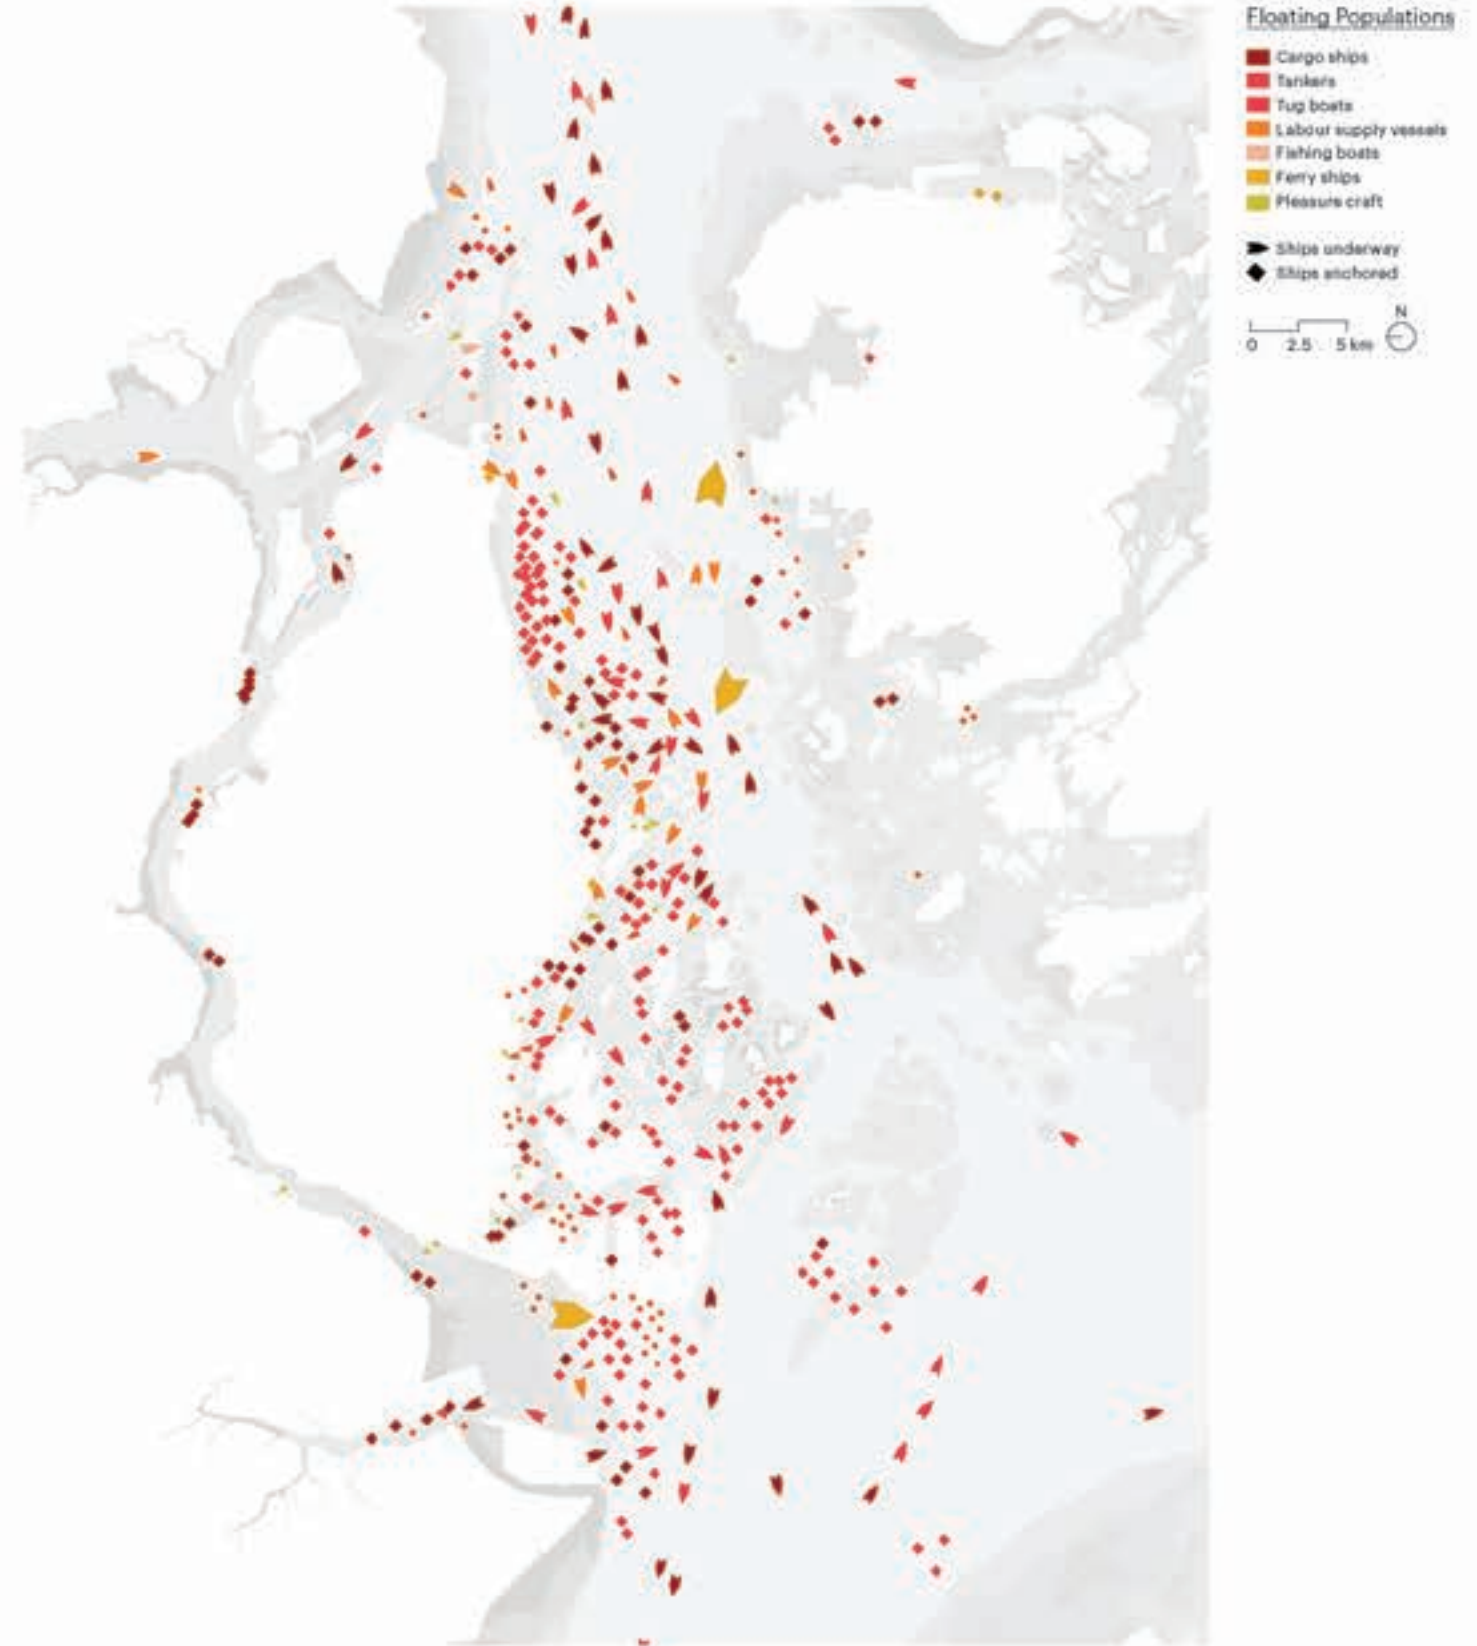 Floating Populations
Cargo ships
Tankers
Tug boats
Labour supply vessels
Fishing boats
Ferry ships
Pleasure craft
Ships underway
Ships anchored
N
0 2.5 5 km